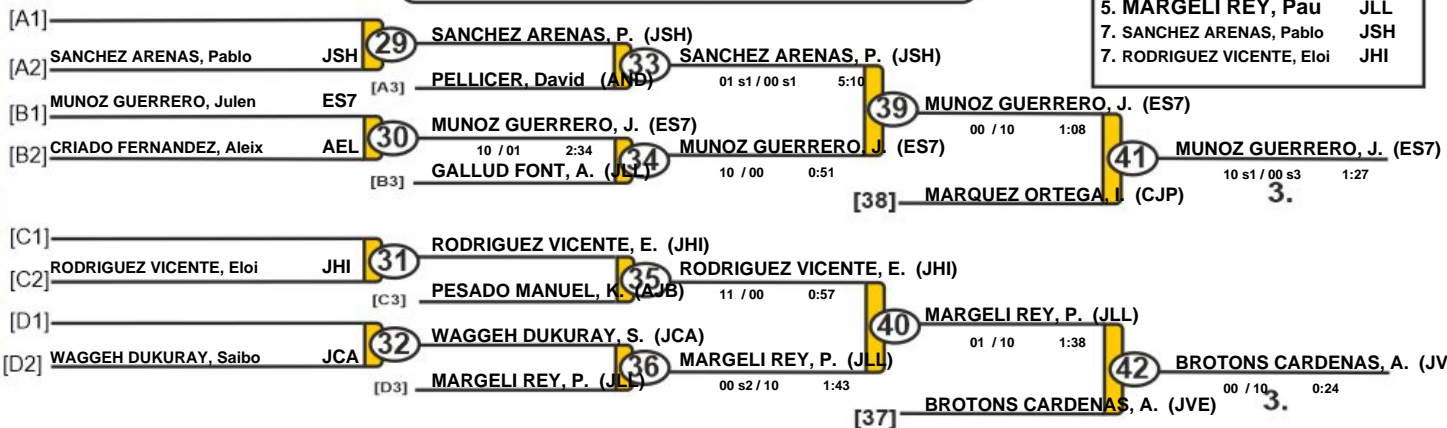 5. MARGELI REY, Pau JLL
7. SANCHEZ ARENAS, Pablo JSH
7. RODRIGUEZ VICENTE, Eloi JHI
[A1]
[A2] SANCHEZ ARENAS, Pablo JSH
29
SANCHEZ ARENAS, P. (JSH)
[A3] PELLICER, David (AND)
33
SANCHEZ ARENAS, P. (JSH)
01 s1 / 00 s1 5:10
[B1] MUNOZ GUERRERO, Julen ES7
[B2] CRIADO FERNANDEZ, Aleix AEL
30
MUNOZ GUERRERO, J. (ES7)
10 / 01 2:34
[B3] GALLUD FONT, A. (JLL)
34
MUNOZ GUERRERO, J. (ES7)
10 / 00 0:51
39
MUNOZ GUERRERO, J. (ES7)
00 / 10 1:08
[38] MARQUEZ ORTEGA, I. (CJP)
41
MUNOZ GUERRERO, J. (ES7)
10 s1 / 00 s3 1:27
3.
[C1]
[C2] RODRIGUEZ VICENTE, Eloi JHI
31
RODRIGUEZ VICENTE, E. (JHI)
[C3] PESADO MANUEL, K. (AJB)
35
RODRIGUEZ VICENTE, E. (JHI)
11 / 00 0:57
[D1]
[D2] WAGGEH DUKURAY, Saibo JCA
32
WAGGEH DUKURAY, S. (JCA)
[D3] MARGELI REY, P. (JLL)
36
MARGELI REY, P. (JLL)
00 s2 / 10 1:43
40
MARGELI REY, P. (JLL)
01 / 10 1:38
[37] BROTONS CARDENAS, A. (JVE)
42
BROTONS CARDENAS, A. (JV
00 / 10 0:24
3.